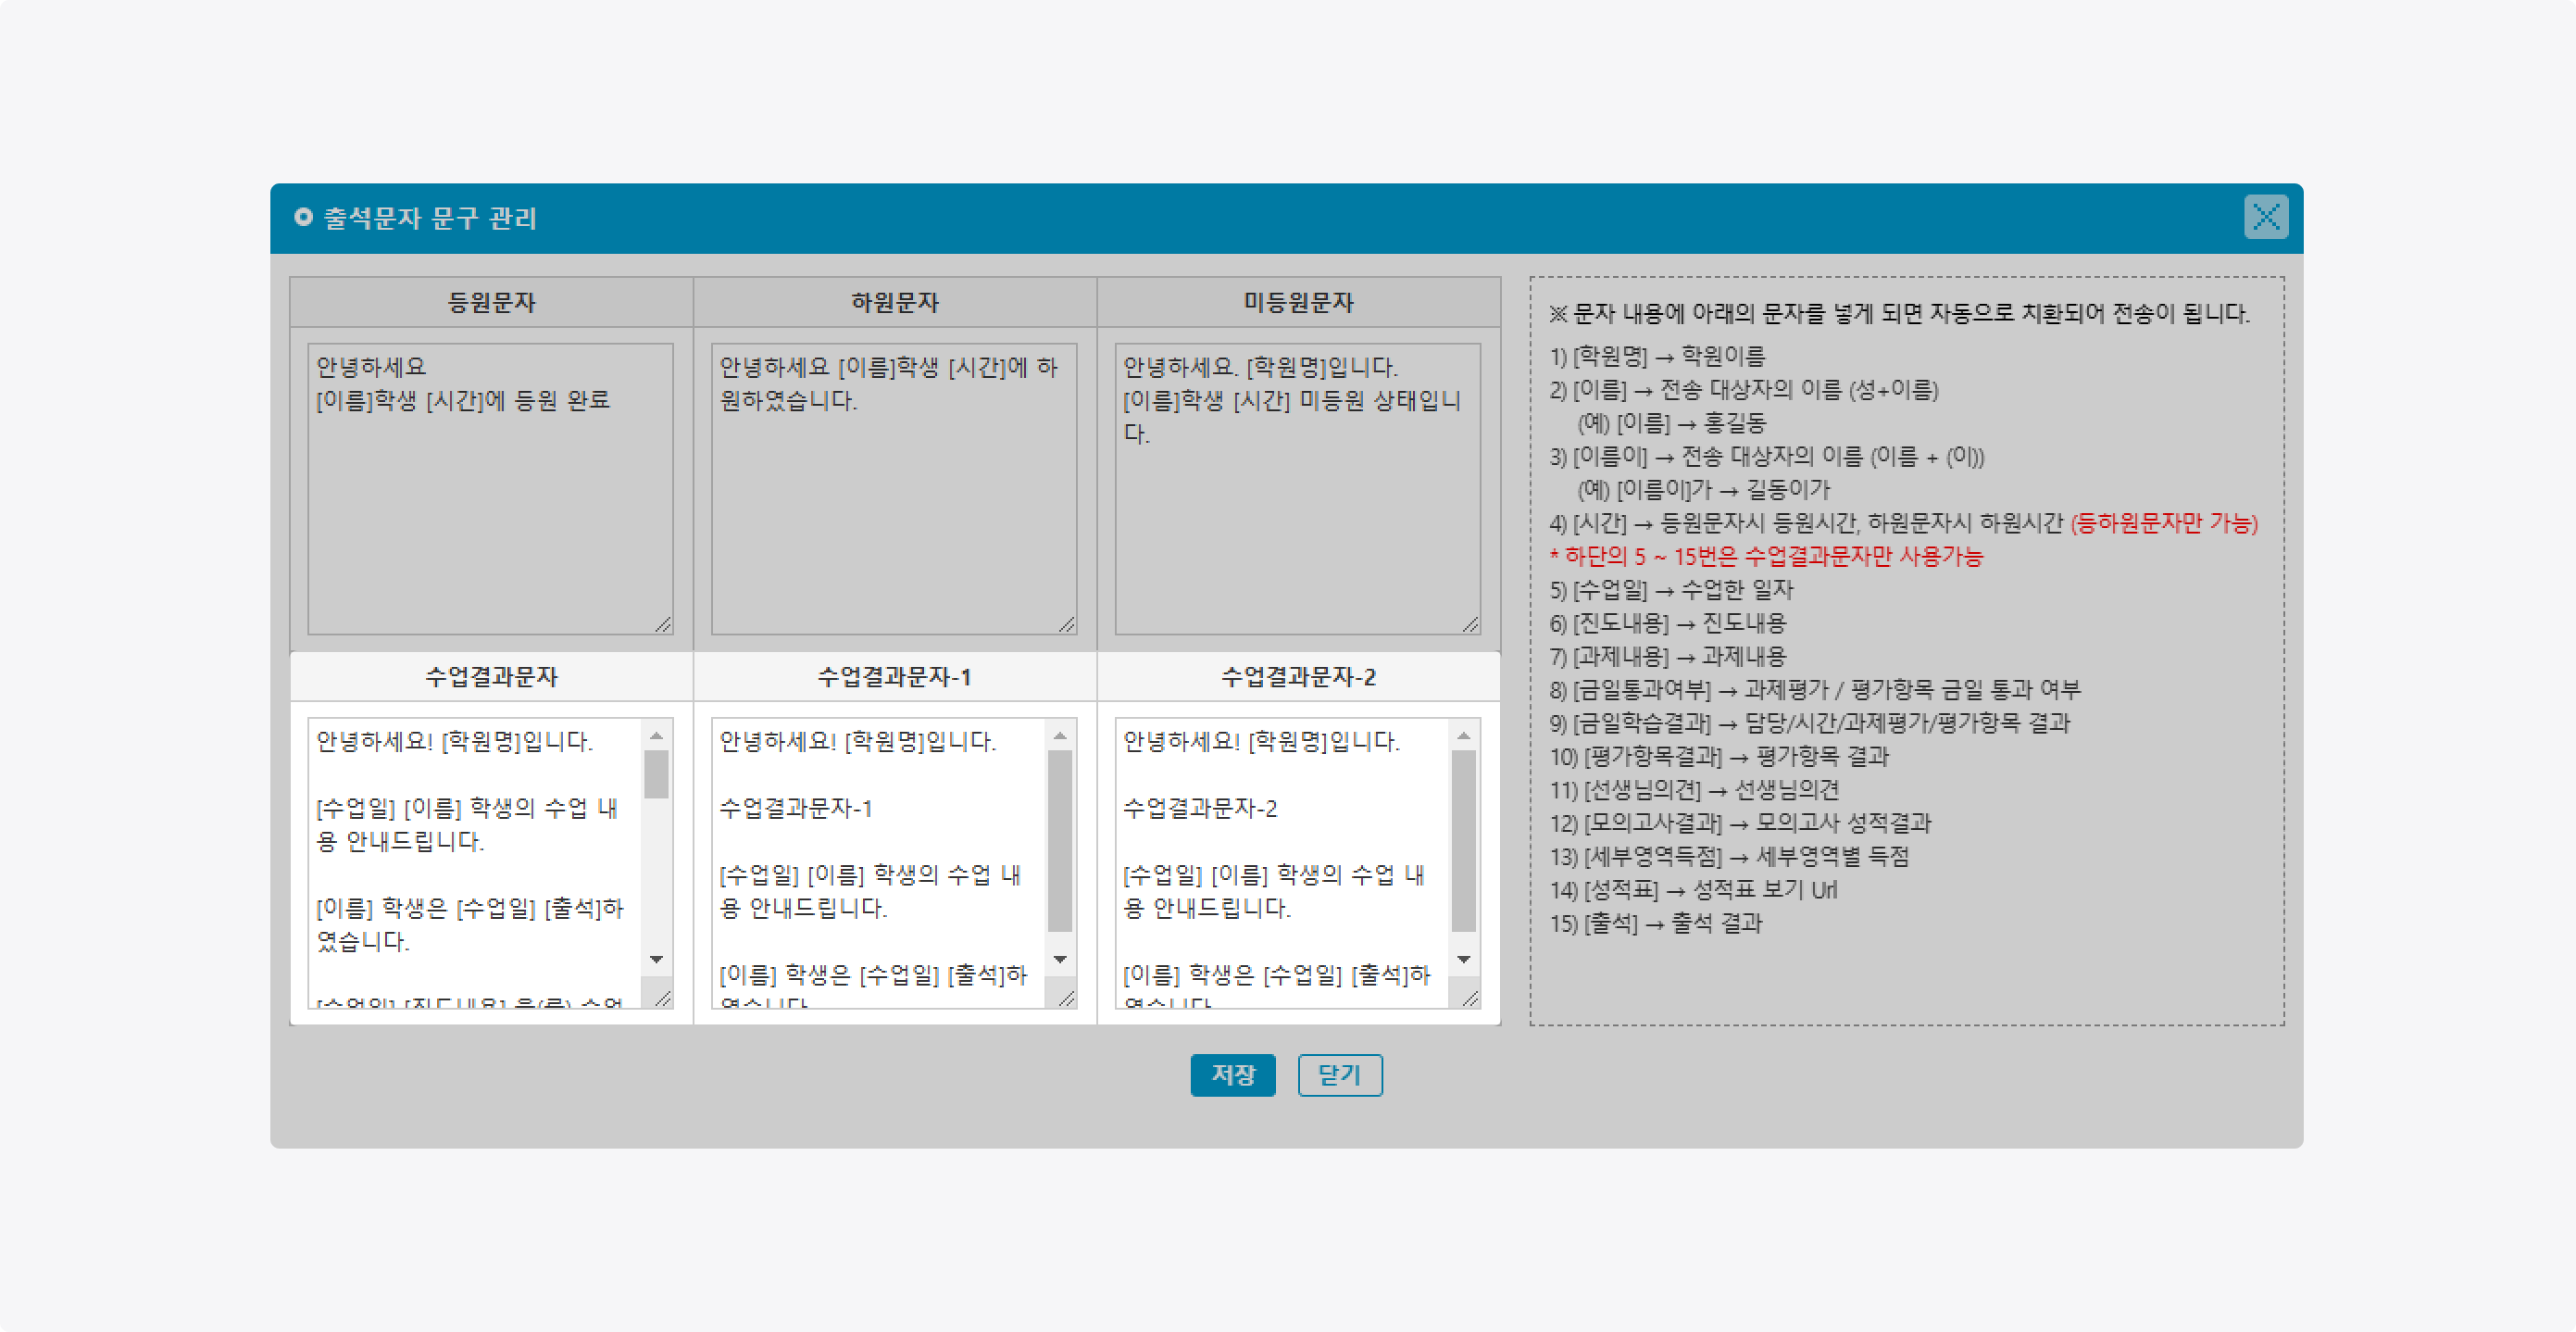 출석문자 문구 관리
등원문자
하원문자
미등원문자
안녕하세요
[이름]학생 [시간]에 등원 완료
안녕하세요 [이름]학생 [시간]에 하
원하였습니다.
안녕하세요. [학원명]입니다.
[이름]학생 [시간] 미등원 상태입니
다.
수업결과문자
수업결과문자-1
수업결과문자-2
안녕하세요! [학원명]입니다.
[수업일] [이름] 학생의 수업 내
용 안내드립니다.
[이름] 학생은 [수업일] [출석]하
였습니다.
[수업일] [진도내용] 을(를) 수업
안녕하세요! [학원명]입니다.
수업결과문자-1
[수업일] [이름] 학생의 수업 내
용 안내드립니다.
[이름] 학생은 [수업일] [출석]하
였습니다
안녕하세요! [학원명]입니다.
수업결과문자-2
[수업일] [이름] 학생의 수업 내
용 안내드립니다.
[이름] 학생은 [수업일] [출석]하
였습니다
※ 문자 내용에 아래의 문자를 넣게 되면 자동으로 치환되어 전송이 됩니다.
1) [학원명] → 학원이름
2) [이름] → 전송 대상자의 이름 (성+이름)
(예) [이름] → 홍길동
3) [이름이] → 전송 대상자의 이름 (이름 + (이))
(예) [이름이]가 → 길동이가
4) [시간] → 등원문자시 등원시간, 하원문자시 하원시간 (등하원문자만 가능)
* 하단의 5 ~ 15번은 수업결과문자만 사용가능
5) [수업일] → 수업한 일자
6) [진도내용] → 진도내용
7) [과제내용] → 과제내용
8) [금일통과여부] → 과제평가 / 평가항목 금일 통과 여부
9) [금일학습결과] → 담당/시간/과제평가/평가항목 결과
10) [평가항목결과] → 평가항목 결과
11) [선생님의견] → 선생님의견
12) [모의고사결과] → 모의고사 성적결과
13) [세부영역득점] → 세부영역별 득점
14) [성적표] → 성적표 보기 Url
15) [출석] → 출석 결과
저장
닫기